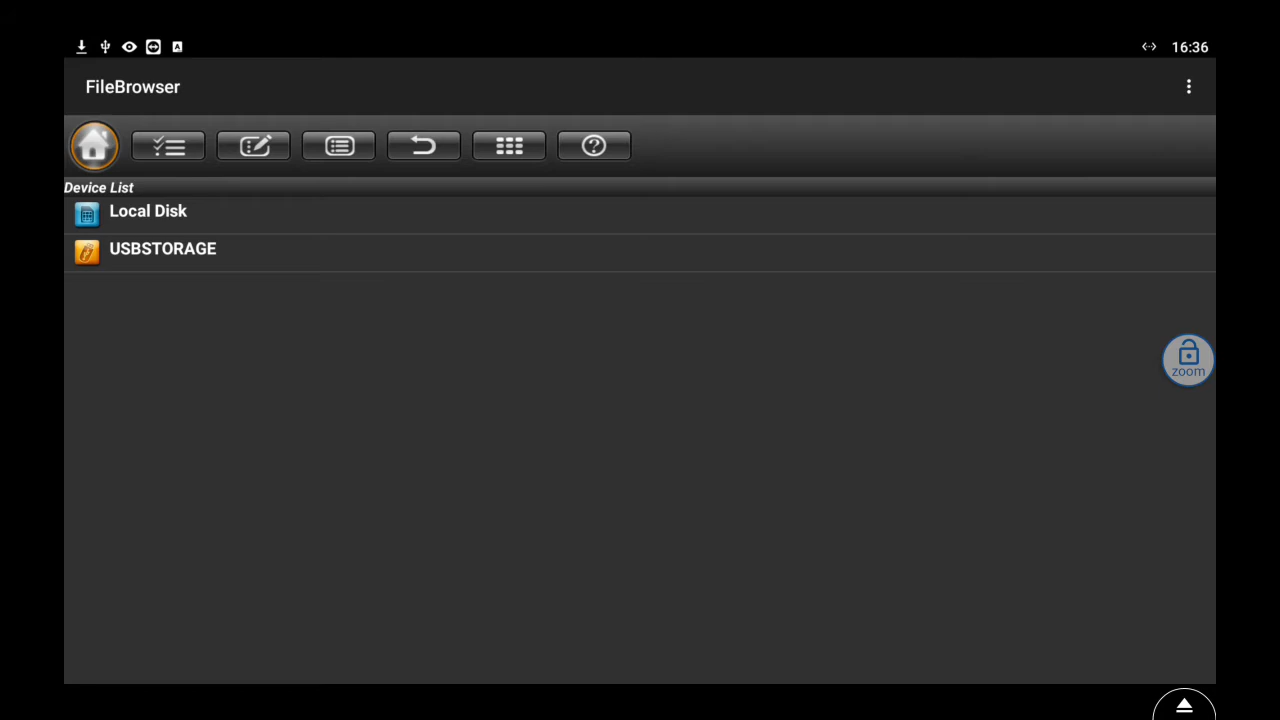 16:36
FileBrowser
Device List
Local Disk
USBSTORAGE
zoom